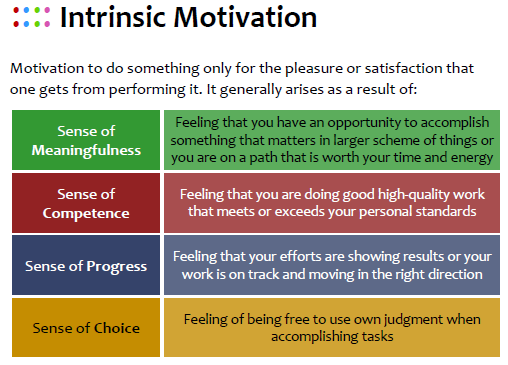 Intrinsic Motivation
Motivation to do something only for the pleasure or satisfaction that
one gets from performing it. It generally arises as a result of:
Sense of
Meaningfulness
Feeling that you have an opportunity to accomplish
something that matters in larger scheme of things or
you are on a path that is worth your time and energy
Sense of
Competence
Feeling that you are doing good high-quality work
that meets or exceeds your personal standards
Sense of Progress
Feeling that your efforts are showing results or your
work is on track and moving in the right direction
Sense of Choice
Feeling of being free to use own judgment when
accomplishing tasks